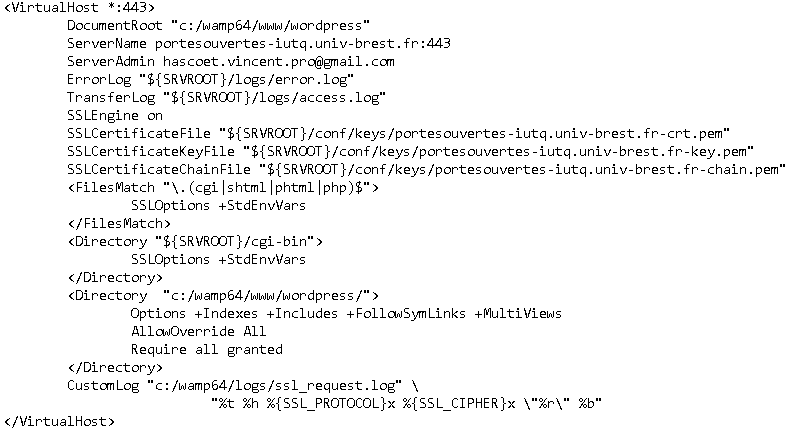 <VirtualHost *:443>
DocumentRoot "c:/wamp64/www/wordpress"
ServerName portesouvertes-iutq.univ-brest.fr:443
ServerAdmin hascoet.vincent.pro@gmail.com
ErrorLog "${SRVROOT}/logs/error.log"
TransferLog "${SRVROOT}/logs/access.log"
SSLEngine on
SSLCertificateFile "${SRVROOT}/conf/keys/portesouvertes-iutq.univ-brest.fr-crt.pem"
SSLCertificateKeyFile "${SRVROOT}/conf/keys/portesouvertes-iutq.univ-brest.fr-key.pem"
SSLCertificateChainFile "${SRVROOT}/conf/keys/portesouvertes-iutq.univ-brest.fr-chain.pem"
<FilesMatch "\.(cgi|shtml|phtml|php)$">
SSLOptions +StdEnvVars
</FilesMatch>
<Directory "${SRVROOT}/cgi-bin">
SSLOptions +StdEnvVars
</Directory>
<Directory  "c:/wamp64/www/wordpress/">
Options +Indexes +Includes +FollowSymLinks +MultiViews
AllowOverride All
Require all granted
</Directory>
CustomLog "c:/wamp64/logs/ssl_request.log" \
"%t %h %{SSL_PROTOCOL}x %{SSL_CIPHER}x \"%r\" %b"
</VirtualHost>